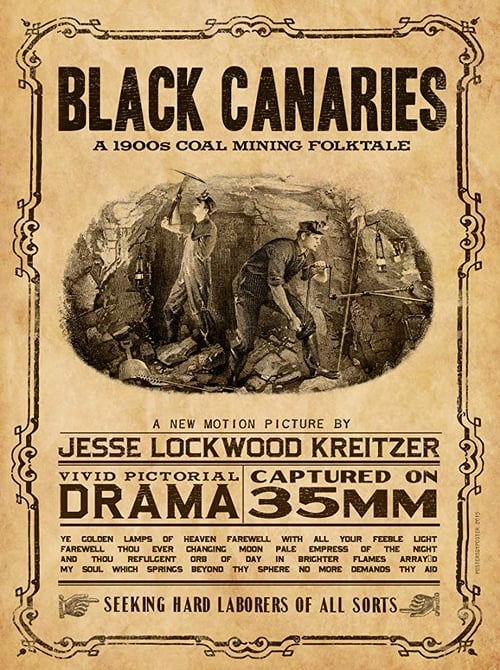 BLACK CANARIES
A 1900s COAL MINING FOLKTALE
A NEW MOTION PICTURE BY
JESSE LOCKWOOD KREITZER
VIVID PICTORIAL
DRAMA
CAPTURED ON
35MM
YE GOLDEN LAMPS OF HEAVEN FAREWELL WITH ALL YOUR FEEBLE LIGHT
FAREWELL THOU EVER CHANGING MOON PALE EMPRESS OF THE NIGHT
AND THOU REFULGENT ORB OF DAY IN BRIGHTER FLAMES
MY SOUL WHICH SPRINGS BEYOND THY SPHERE NO MORE DEMANDS THY AID
SEEKING HARD LABORERS OF ALL SORTS